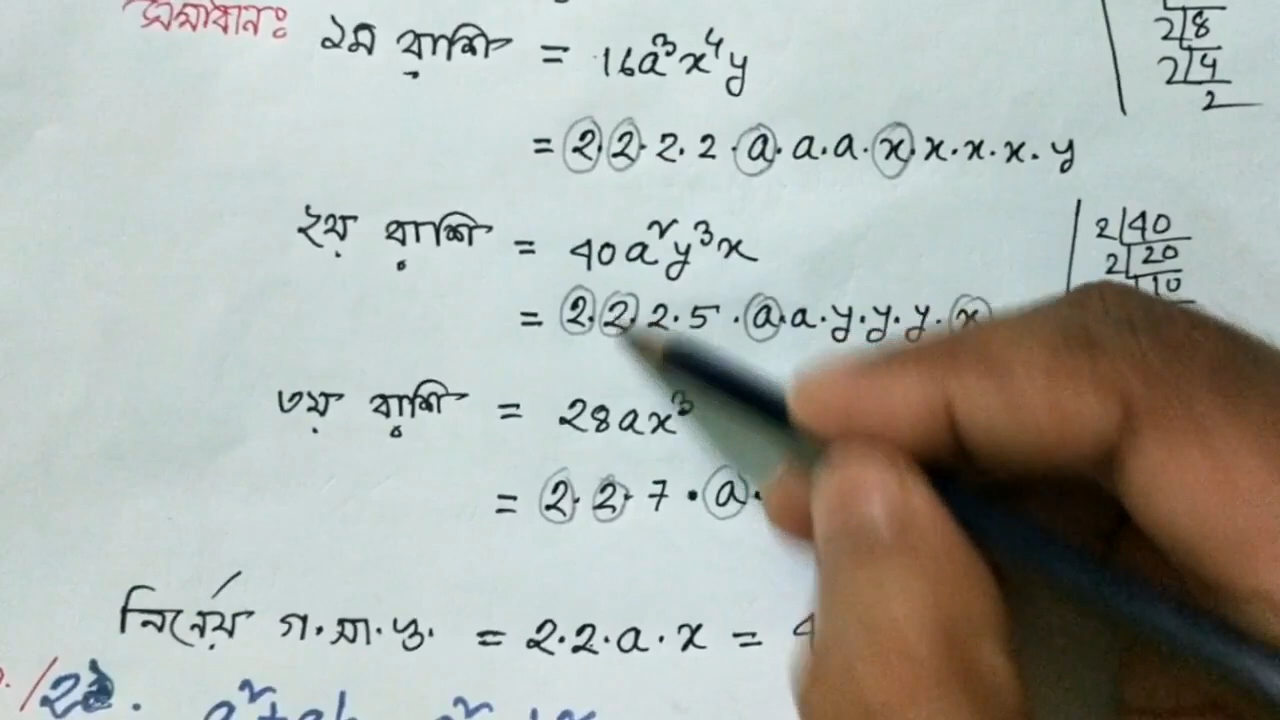 সমাধানঃ ১ম রাশি = 16a³x⁴y
= 2.2.2.2.a.a.a.x.x.x.x.y
2|8
2|4
2
২য় রাশি = 40a²y³x
= 2.2.2.5.a.a.y.y.y.x
2|40
2|20
10
৩য় রাশি = 28ax³
= 2.2.7.a.
নির্ণেয় গ.সা.গু. = 2.2.a.x = 4